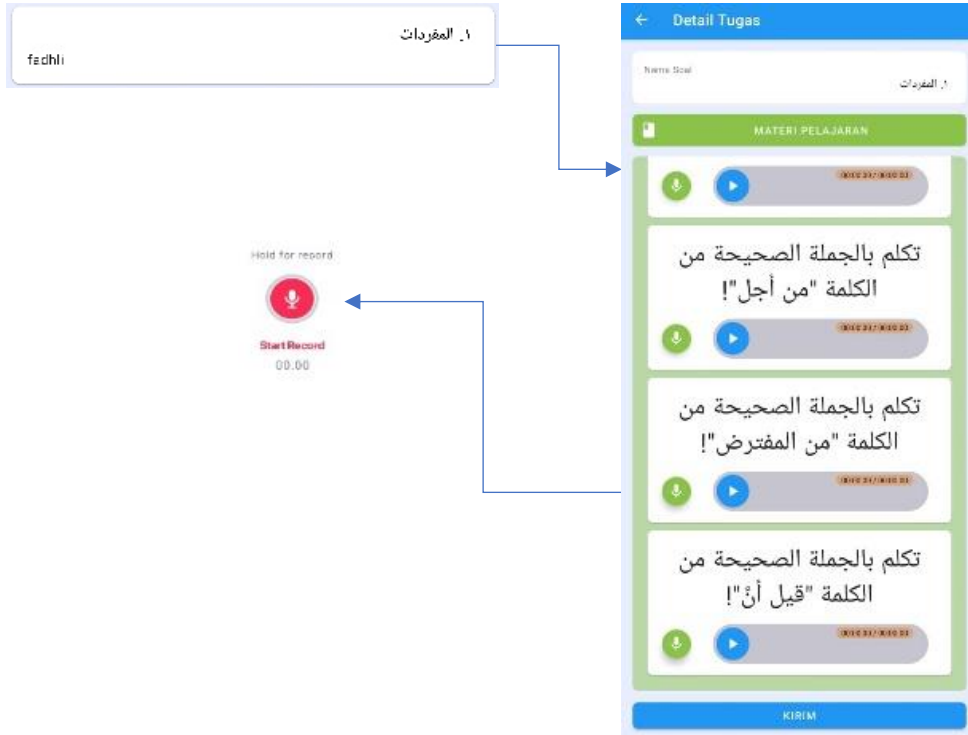 ١. المفردات
fadhli
Hold for record
Start Record
00.00
Detail Tugas
Nama Soal
١. المفردات
MATERI PELAJARAN
تكلم بالجملة الصحيحة من
الكلمة "من أجل"!
تكلم بالجملة الصحيحة من
الكلمة "من المفترض"!
تكلم بالجملة الصحيحة من
الكلمة "قيل أنّ"!
KIRIM